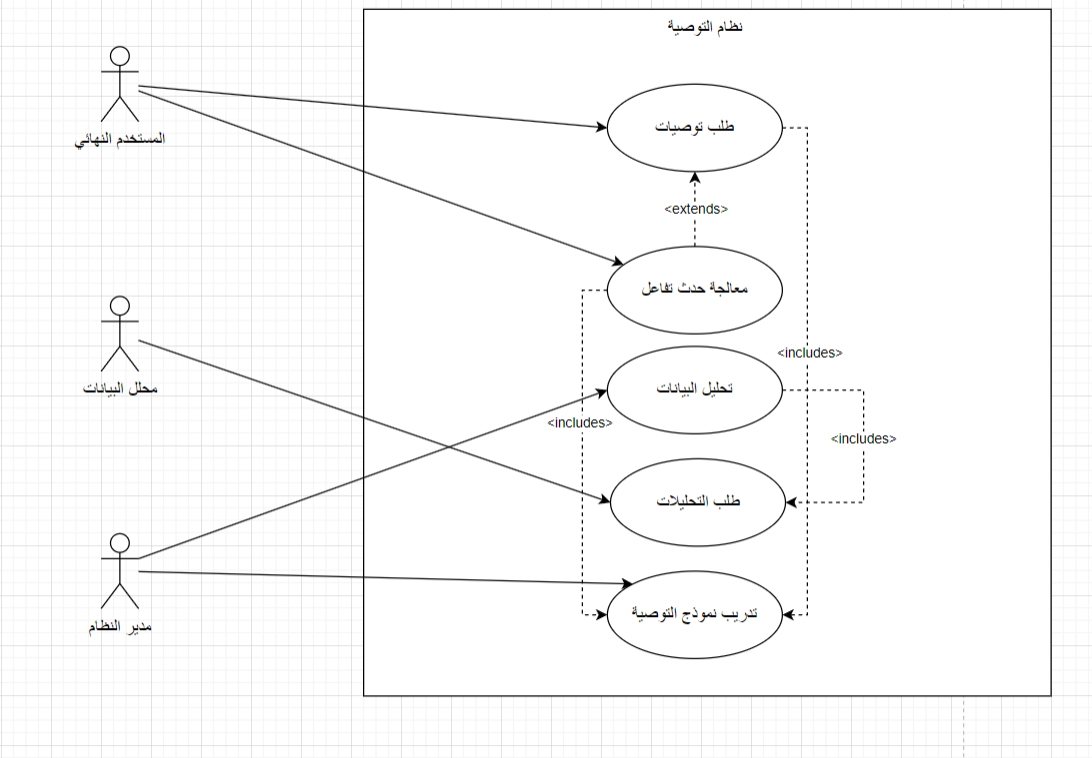 نظام التوصية
المستخدم النهائي
طلب توصيات
<extends>
معالجة حدث تفاعل
<includes>
محلل البيانات
تحليل البيانات
<includes>
<includes>
طلب التحليلات
مدير النظام
تدريب نموذج التوصية